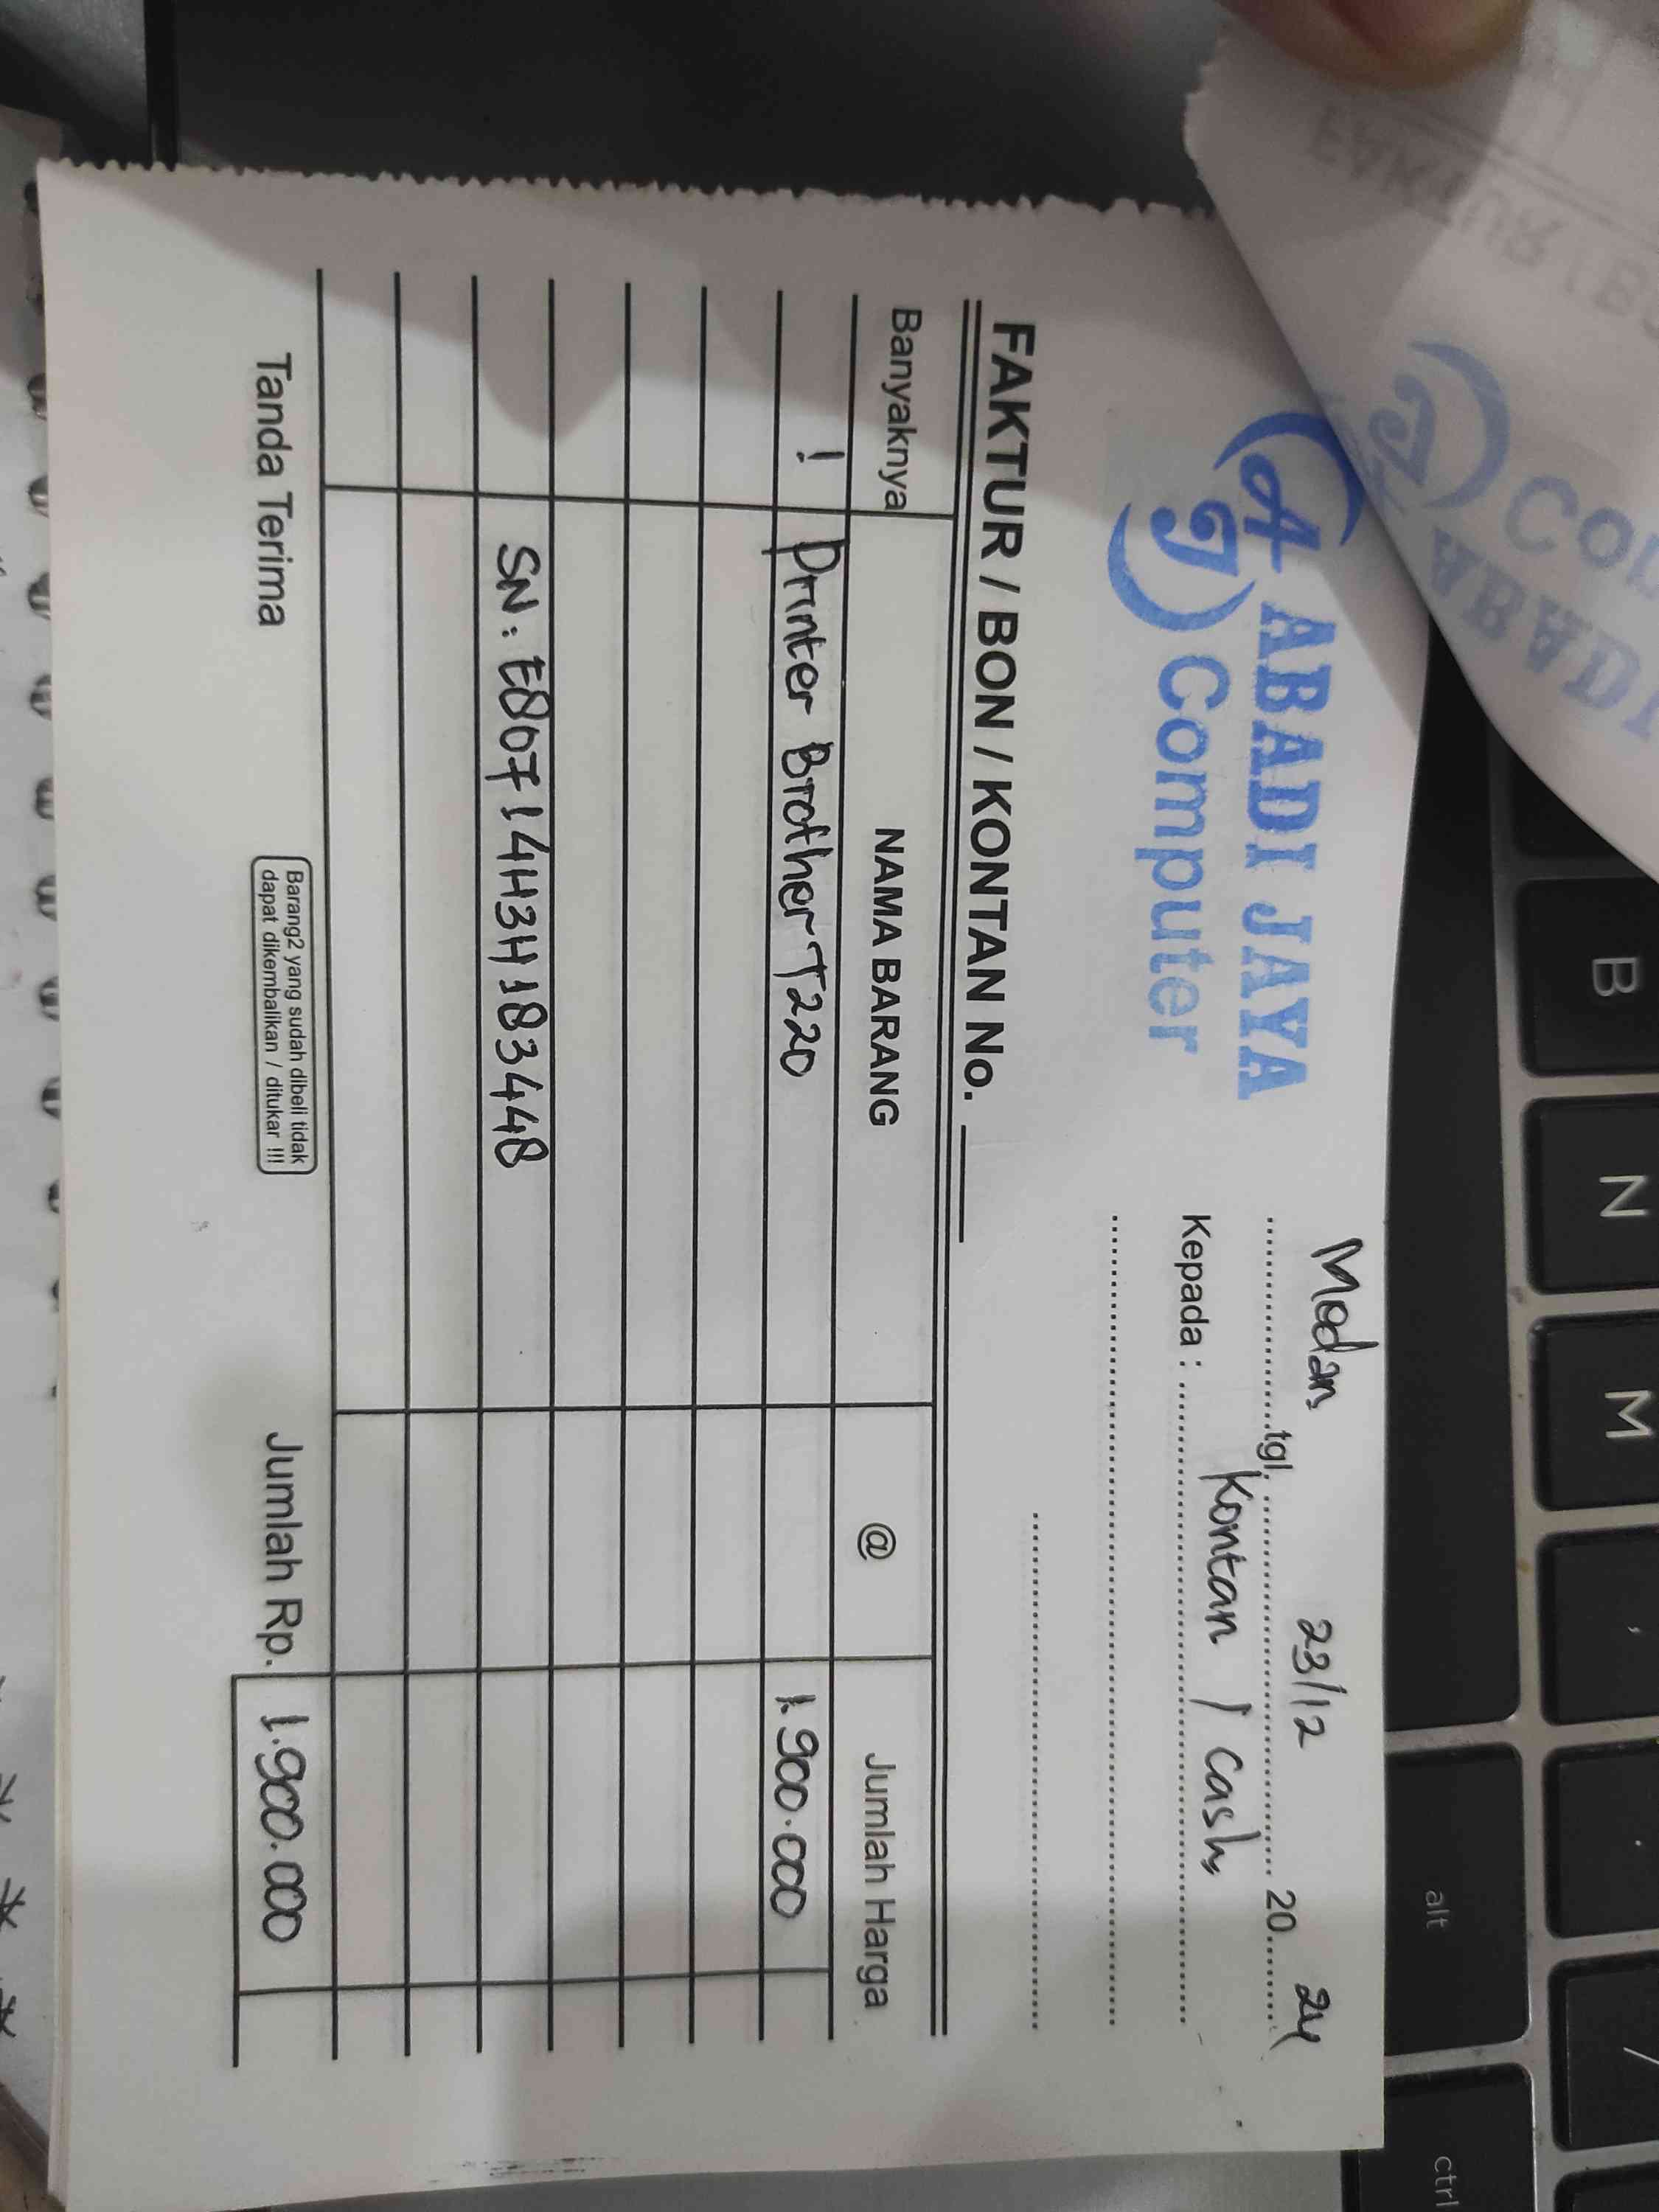 ABADI JAYA
AJ Computer
Medan tgl. 23/12 20 24
Kepada : Kontan / Cash
FAKTUR / BON / KONTAN No.
Banyaknya NAMA BARANG @ Jumlah Harga
1 Printer Brother T220 1.900.000
SN : E80714H3H183448
Tanda Terima
Barang2 yang sudah dibeli tidak
dapat dikembalikan / ditukar !!!
Jumlah Rp. 1.900.000
B
N
M
,
.
/
alt
ctrl